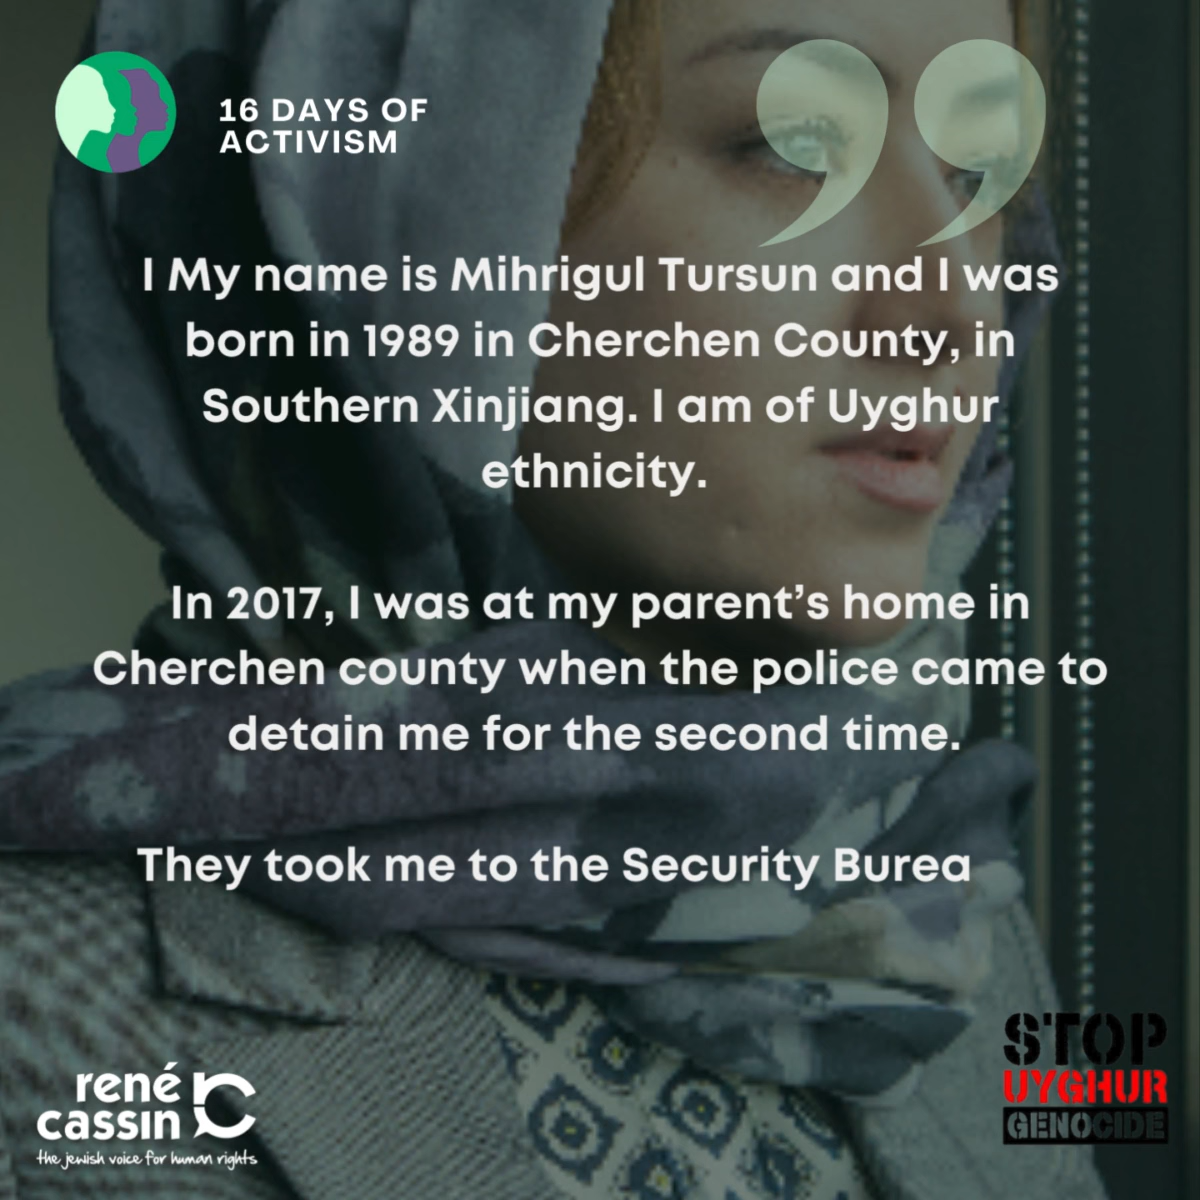 16 DAYS OF
ACTIVISM
I My name is Mihrigul Tursun and I was
born in 1989 in Cherchen County, in
Southern Xinjiang. I am of Uyghur
ethnicity.
In 2017, I was at my parent’s home in
Cherchen county when the police came to
detain me for the second time.
They took me to the Security Burea
rené
cassin
the jewish voice for human rights
STOP
UYGHUR
GENOCIDE